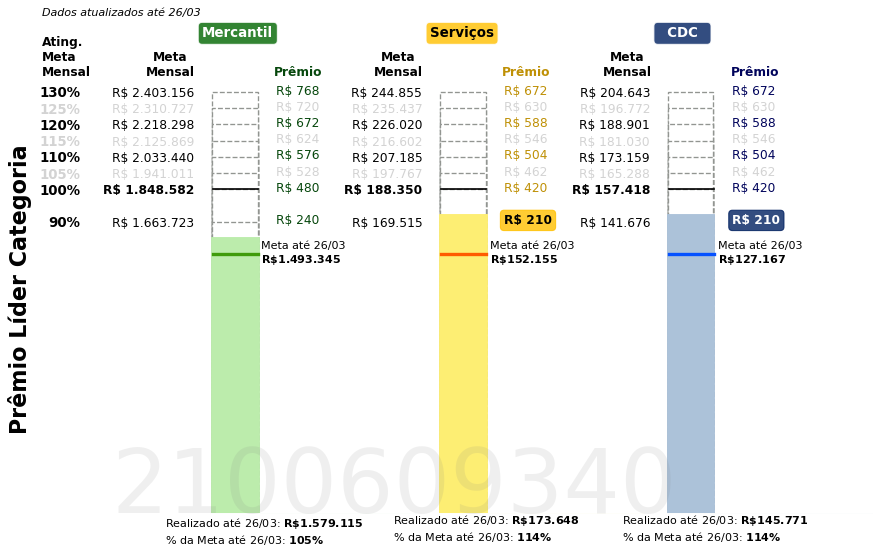 Dados atualizados até 26/03
Mercantil Serviços CDC
Ating. Meta Mensal Meta Mensal Prêmio Meta Mensal Prêmio Meta Mensal Prêmio
130% R$ 2.403.156 R$ 768 R$ 244.855 R$ 672 R$ 204.643 R$ 672
125% R$ 2.310.727 R$ 720 R$ 235.437 R$ 630 R$ 196.772 R$ 630
120% R$ 2.218.298 R$ 672 R$ 226.020 R$ 588 R$ 188.901 R$ 588
115% R$ 2.125.869 R$ 624 R$ 216.602 R$ 546 R$ 181.030 R$ 546
110% R$ 2.033.440 R$ 576 R$ 207.185 R$ 504 R$ 173.159 R$ 504
105% R$ 1.941.011 R$ 528 R$ 197.767 R$ 462 R$ 165.288 R$ 462
100% R$ 1.848.582 R$ 480 R$ 188.350 R$ 420 R$ 157.418 R$ 420
90% R$ 1.663.723 R$ 240 R$ 169.515 R$ 210 R$ 141.676 R$ 210
Meta até 26/03 Meta até 26/03 Meta até 26/03
R$1.493.345 R$152.155 R$127.167
Prêmio Líder Categoria
2100609340
Realizado até 26/03: R$1.579.115 Realizado até 26/03: R$173.648 Realizado até 26/03: R$145.771
% da Meta até 26/03: 105% % da Meta até 26/03: 114% % da Meta até 26/03: 114%